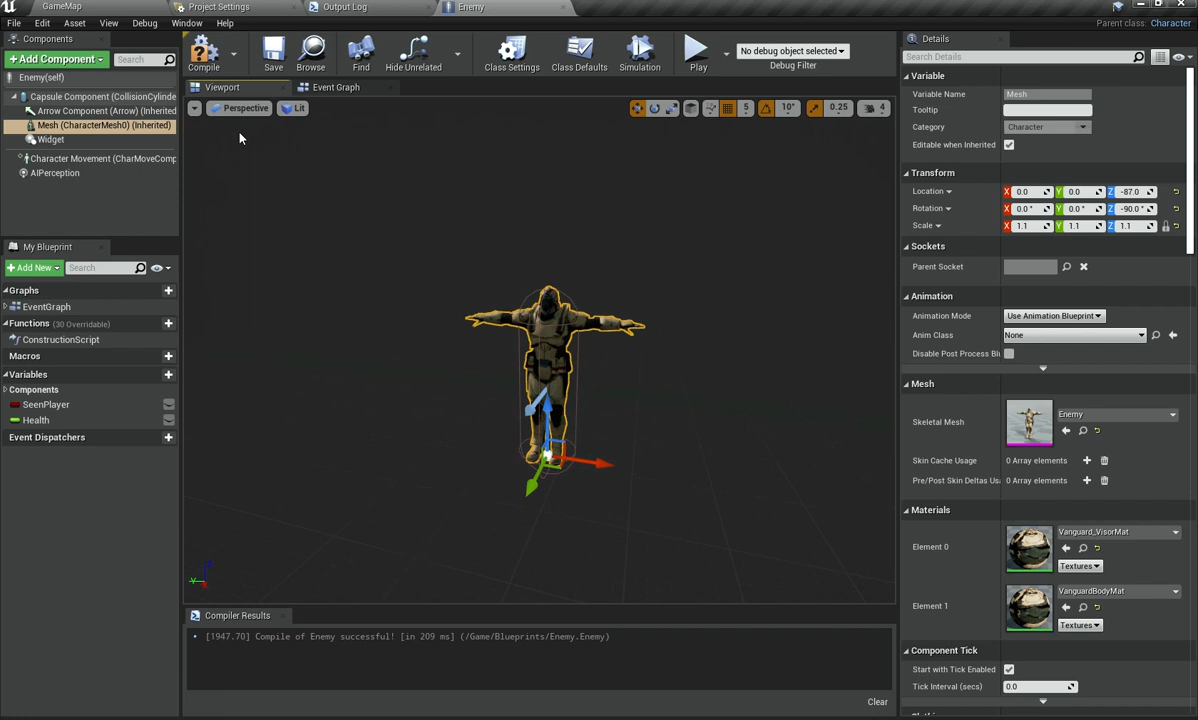 GameMap
Project Settings
Output Log
Enemy
File Edit Asset View Debug Window Help
Parent class: Character
Components
+ Add Component
Search
Enemy(self)
Capsule Component (CollisionCylinde
Arrow Component (Arrow) (Inherited
Mesh (CharacterMesh0) (Inherited)
Widget
Character Movement (CharMoveComp
AIPerception
My Blueprint
+ Add New
Search
Graphs
EventGraph
Functions (30 Overridable)
ConstructionScript
Macros
Variables
Components
SeenPlayer
Health
Event Dispatchers
Compile
Save
Browse
Find
Hide Unrelated
Class Settings
Class Defaults
Simulation
Play
No debug object selected
Debug Filter
Viewport
Event Graph
Perspective
Lit
5
10°
0.25
4
Y
Z
X
Compiler Results
[1947.70] Compile of Enemy successful! [in 209 ms] (/Game/Blueprints/Enemy.Enemy)
Clear
Details
Search Details
Variable
Variable Name Mesh
Tooltip
Category Character
Editable when Inherited
Transform
Location X 0.0 Y 0.0 Z -87.0
Rotation X 0.0 ° Y 0.0 ° Z -90.0 °
Scale X 1.1 Y 1.1 Z 1.1
Sockets
Parent Socket
Animation
Animation Mode Use Animation Blueprint
Anim Class None
Disable Post Process Bl
Mesh
Skeletal Mesh Enemy
Skin Cache Usage 0 Array elements
Pre/Post Skin Deltas Us 0 Array elements
Materials
Element 0 Vanguard_VisorMat
Textures
Element 1 VanguardBodyMat
Textures
Component Tick
Start with Tick Enabled
Tick Interval (secs) 0.0